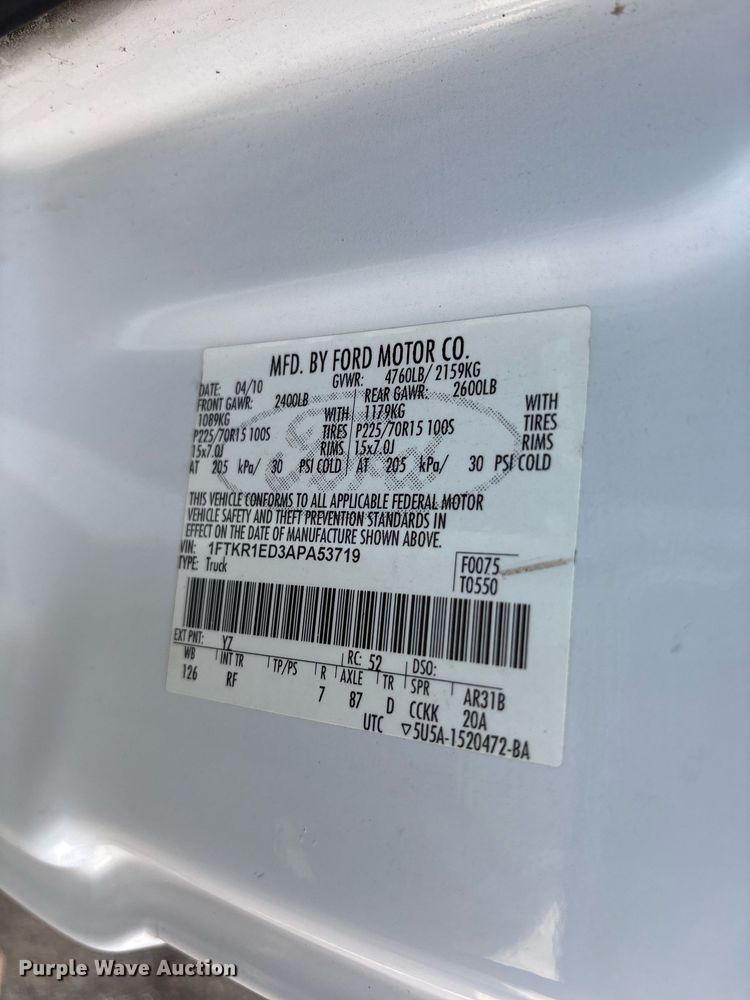 MFD. BY FORD MOTOR CO.
DATE: 04/10 GVWR: 4760LB/ 2159KG
FRONT GAWR: 2400LB REAR GAWR: 2600LB
1089KG WITH 1179KG WITH
P225/70R15 100S TIRES P225/70R15 100S TIRES
15x7.0J RIMS 15x7.0J RIMS
AT 205 kPa/ 30 PSI COLD AT 205 kPa/ 30 PSI COLD
Ford
THIS VEHICLE CONFORMS TO ALL APPLICABLE FEDERAL MOTOR
VEHICLE SAFETY AND THEFT PREVENTION STANDARDS IN
EFFECT ON THE DATE OF MANUFACTURE SHOWN ABOVE.
VIN: 1FTKR1ED3APA53719
TYPE: Truck
F0075
T0550
EXT PNT: YZ RC: 52 DSO:
WB INT TR TP/PS R AXLE TR SPR AR31B
126 RF 7 87 D CCKK 20A
UTC ▽5U5A-1520472-BA
Purple Wave Auction